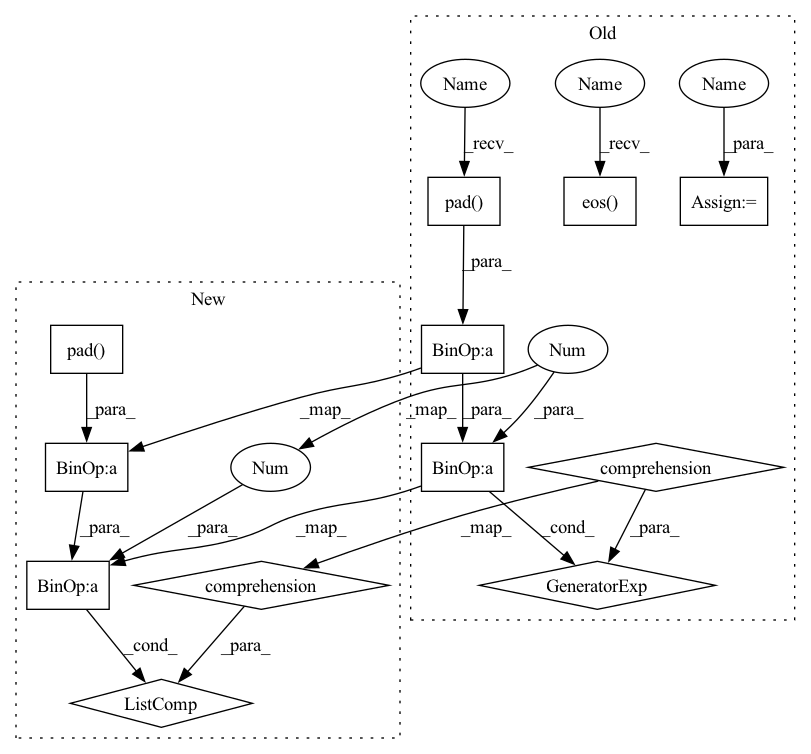 Old
Name
Name
Name
_recv_
_recv_
_para_
pad()
eos()
Assign:=
_para_
New
pad()
BinOp:a
Num
_para_
_map_
_map_
_para_
_para_
BinOp:a
Num
BinOp:a
comprehension
_para_
_para_
_map_
_map_
_cond_
_para_
BinOp:a
comprehension
GeneratorExp
_cond_
_para_
ListComp